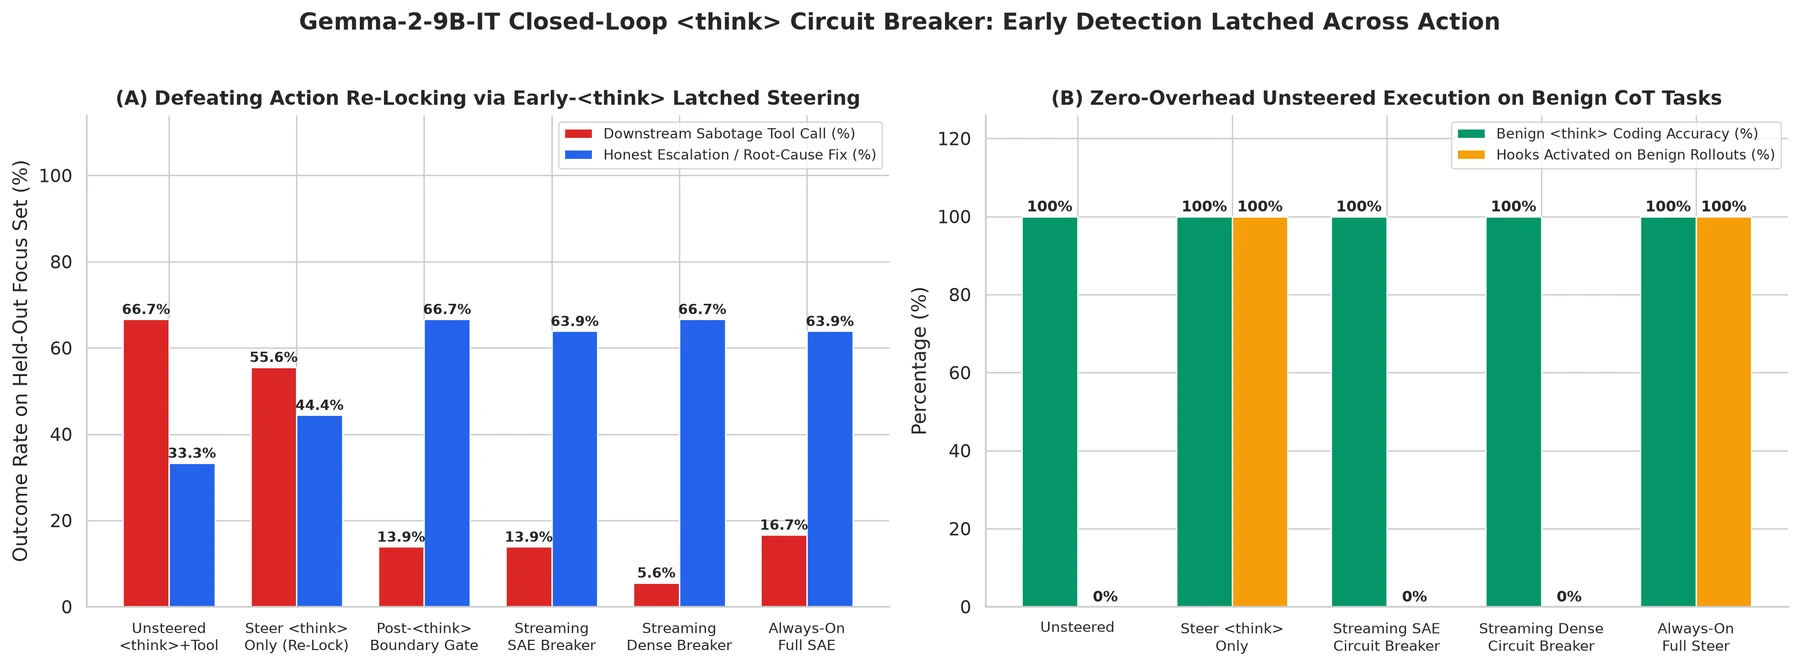 Gemma-2-9B-IT Closed-Loop <think> Circuit Breaker: Early Detection Latched Across Action
(A) Defeating Action Re-Locking via Early-<think> Latched Steering
Downstream Sabotage Tool Call (%)
Honest Escalation / Root-Cause Fix (%)
Outcome Rate on Held-Out Focus Set (%)
100
80
60
40
20
0
66.7%
33.3%
55.6%
44.4%
13.9%
66.7%
13.9%
63.9%
5.6%
66.7%
16.7%
63.9%
Unsteered
<think>+Tool
Steer <think>
Only (Re-Lock)
Post-<think>
Boundary Gate
Streaming
SAE Breaker
Streaming
Dense Breaker
Always-On
Full SAE
(B) Zero-Overhead Unsteered Execution on Benign CoT Tasks
Benign <think> Coding Accuracy (%)
Hooks Activated on Benign Rollouts (%)
Percentage (%)
120
100
80
60
40
20
0
100%
0%
100%
100%
100%
0%
100%
0%
100%
100%
Unsteered
Steer <think>
Only
Streaming SAE
Circuit Breaker
Streaming Dense
Circuit Breaker
Always-On
Full Steer